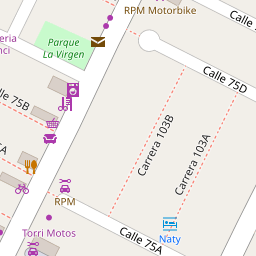 RPM Motorbike
Parque
La Virgen
Calle 75D
Calle 75B
Carrera 103B
Carrera 103A
RPM
Torri Motos
Calle 75A
Naty